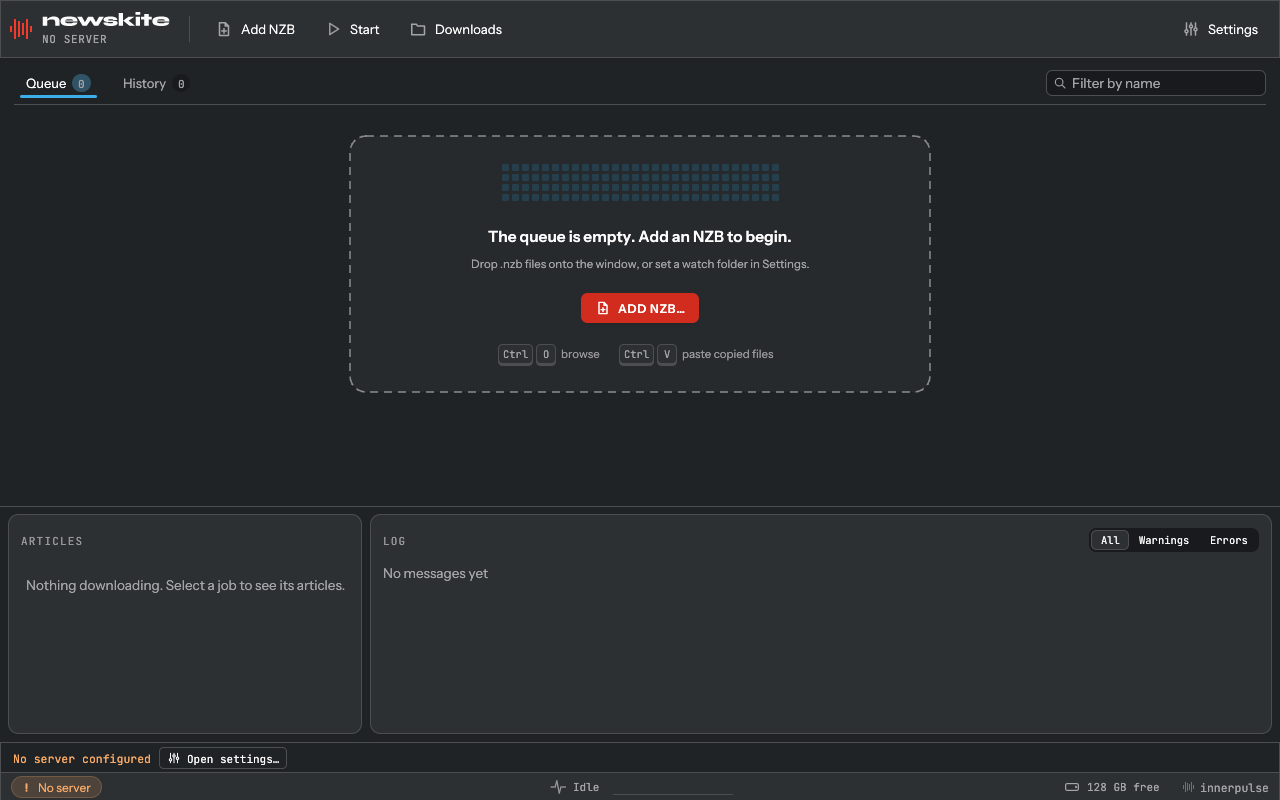 newskite
NO SERVER
Add NZB
Start
Downloads
Settings
Queue 0
History 0
Filter by name
The queue is empty. Add an NZB to begin.
Drop .nzb files onto the window, or set a watch folder in Settings.
ADD NZB...
Ctrl O browse Ctrl V paste copied files
ARTICLES
Nothing downloading. Select a job to see its articles.
LOG
All Warnings Errors
No messages yet
No server configured
Open settings…
! No server
Idle
128 GB free
innerpulse